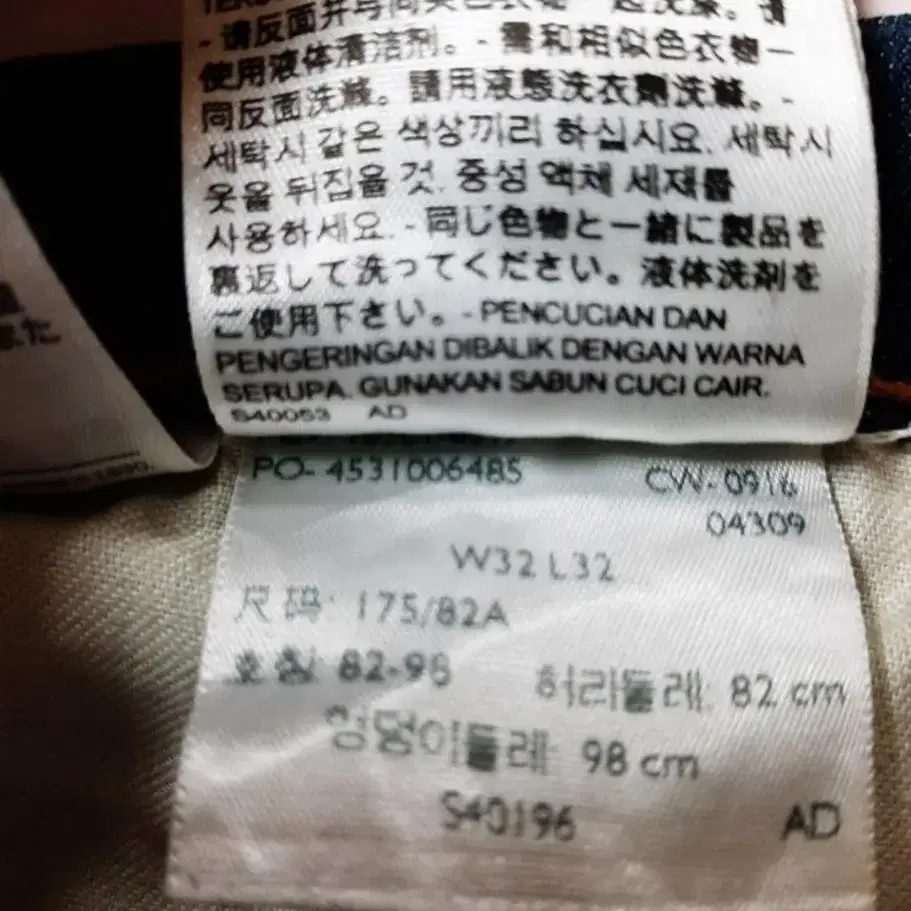 - 请反面并与同类色衣物一起洗涤。请
使用液体清洁剂。- 需和相似色衣物一
同反面洗滌。請用液態洗衣劑洗滌。-
세탁시 같은 색상끼리 하십시요. 세탁시
옷을 뒤집을 것. 중성 액체 세제를
사용하세요. - 同じ色物と一緒に製品を
裏返して洗ってください。液体洗剤を
ご使用下さい。- PENCUCIAN DAN
PENGERINGAN DIBALIK DENGAN WARNA
SERUPA. GUNAKAN SABUN CUCI CAIR.
S40053 AD
PO- 4531006485 CW- 0916
04309
W32 L32
尺码: 175/82A
호칭: 82-98 허리둘레: 82 cm
엉덩이둘레: 98 cm
S40196 AD